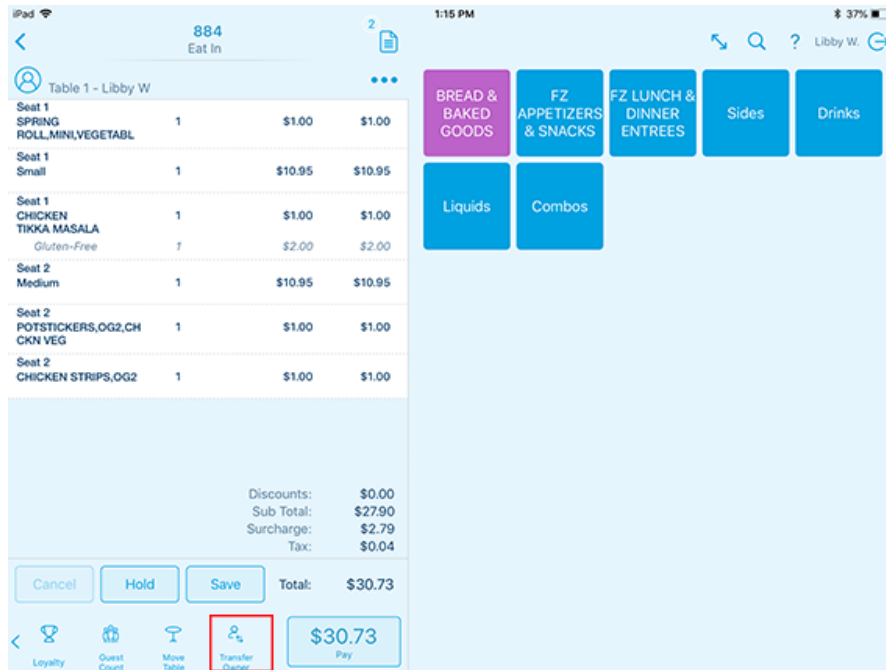 iPad
1:15 PM
37%
884
Eat In
2
? Libby W.
Table 1 - Libby W
Seat 1
SPRING 1 $1.00 $1.00
ROLL,MINI,VEGETABL
Seat 1
Small 1 $10.95 $10.95
Seat 1
CHICKEN 1 $1.00 $1.00
TIKKA MASALA
Gluten-Free 1 $2.00 $2.00
Seat 2
Medium 1 $10.95 $10.95
Seat 2
POTSTICKERS,OG2,CH 1 $1.00 $1.00
CKN VEG
Seat 2
CHICKEN STRIPS,OG2 1 $1.00 $1.00
Discounts: $0.00
Sub Total: $27.90
Surcharge: $2.79
Tax: $0.04
Cancel Hold Save Total: $30.73
Loyalty
Guest
Count
Move
Table
Transfer
Owner
$30.73
Pay
BREAD &
BAKED
GOODS
FZ
APPETIZERS
& SNACKS
FZ LUNCH &
DINNER
ENTREES
Sides
Drinks
Liquids
Combos